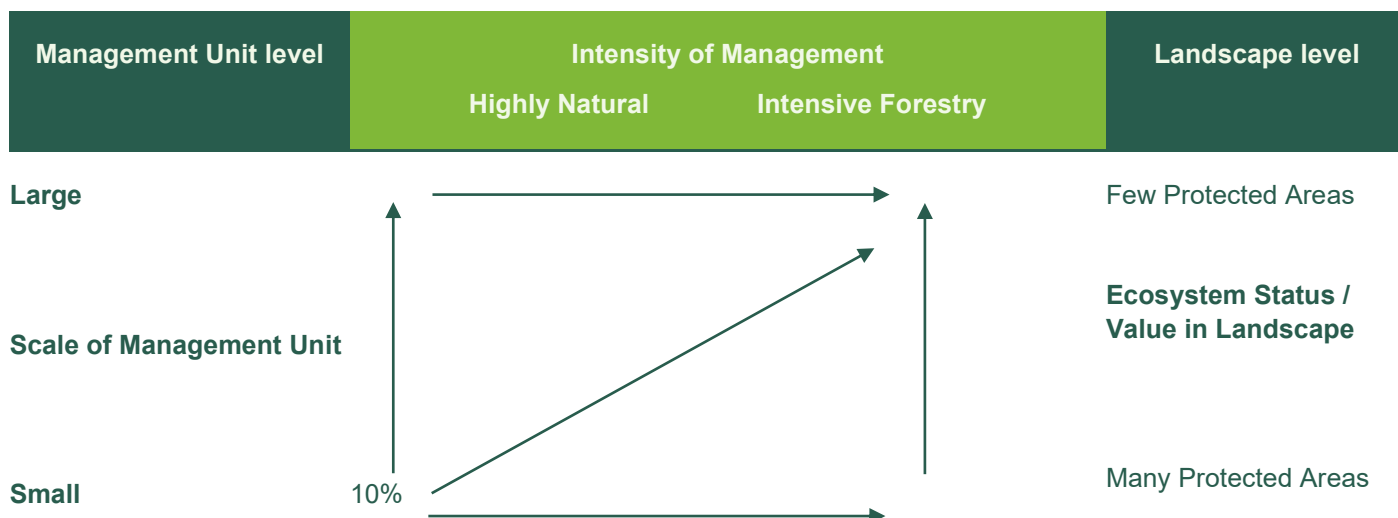 Management Unit level
Intensity of Management
Landscape level
Highly Natural
Intensive Forestry
Large
Few Protected Areas
Ecosystem Status /
Value in Landscape
Scale of Management Unit
Many Protected Areas
Small
10%